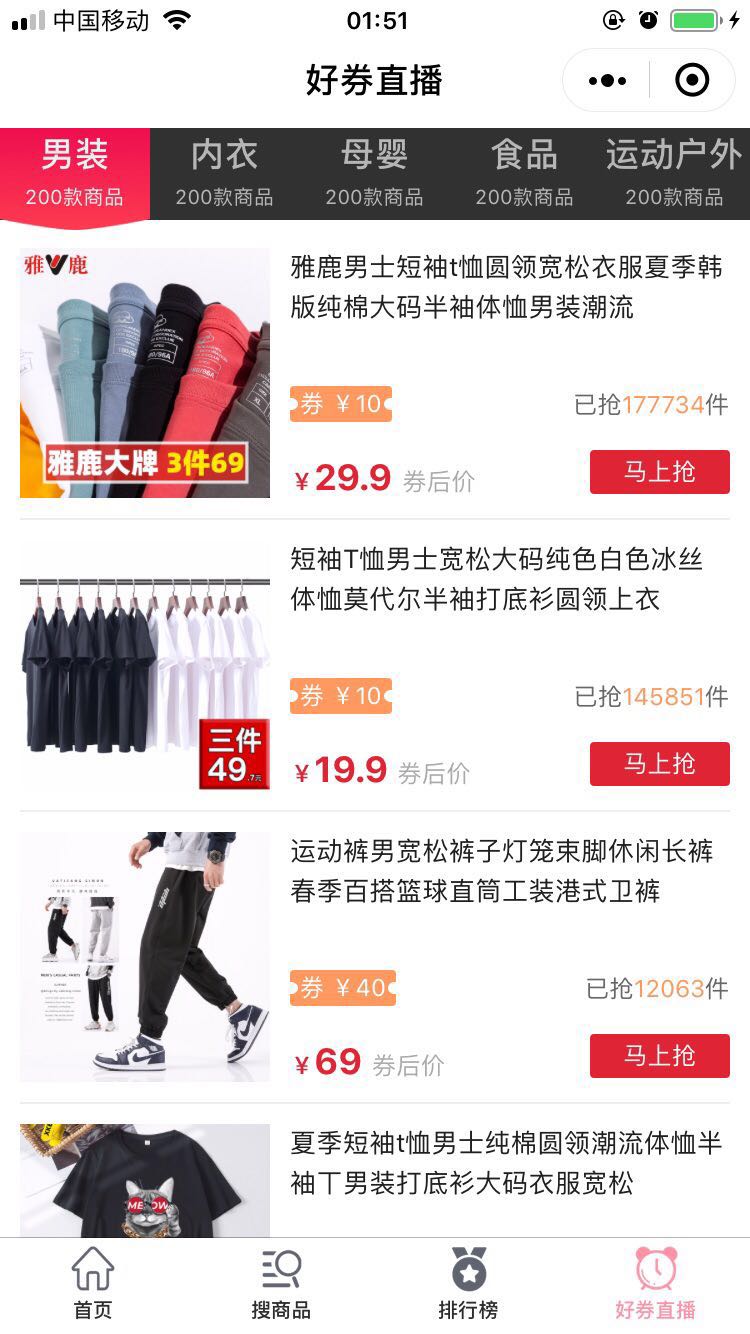 中国移动
01:51
好券直播
男装
内衣
母婴
食品
运动户外
200款商品
200款商品
200款商品
200款商品
200款商品
雅鹿
雅鹿大牌 3件69
雅鹿男士短袖t恤圆领宽松衣服夏季韩
版纯棉大码半袖体恤男装潮流
券 ￥10
已抢177734件
￥29.9 券后价
马上抢
三件
49.7元
短袖T恤男士宽松大码纯色白色冰丝
体恤莫代尔半袖打底衫圆领上衣
券 ￥10
已抢145851件
￥19.9 券后价
马上抢
运动裤男宽松裤子灯笼束脚休闲长裤
春季百搭篮球直筒工装港式卫裤
券 ￥40
已抢12063件
￥69 券后价
马上抢
MEOW
夏季短袖t恤男士纯棉圆领潮流体恤半
袖丅男装打底衫大码衣服宽松
首页
搜商品
排行榜
好券直播